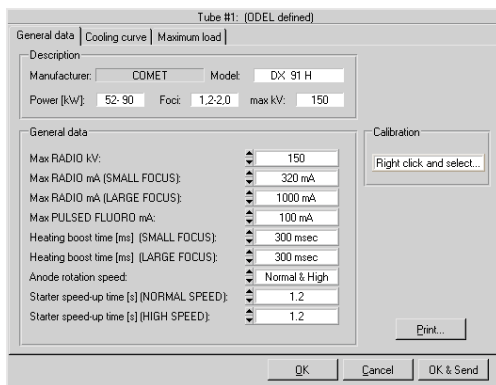 Tube #1: (ODEL defined)
General data Cooling curve Maximum load
Description
Manufacturer: COMET Model: DX 91 H
Power [kW]: 52- 90 Foci: 1,2-2,0 max kV: 150
General data
Max RADIO kV: 150
Max RADIO mA (SMALL FOCUS): 320 mA
Max RADIO mA (LARGE FOCUS): 1000 mA
Max PULSED FLUORO mA: 100 mA
Heating boost time [ms] (SMALL FOCUS): 300 msec
Heating boost time [ms] (LARGE FOCUS): 300 msec
Anode rotation speed: Normal & High
Starter speed-up time [s] (NORMAL SPEED): 1.2
Starter speed-up time [s] (HIGH SPEED): 1.2
Calibration
Right click and select...
Print...
OK Cancel OK & Send